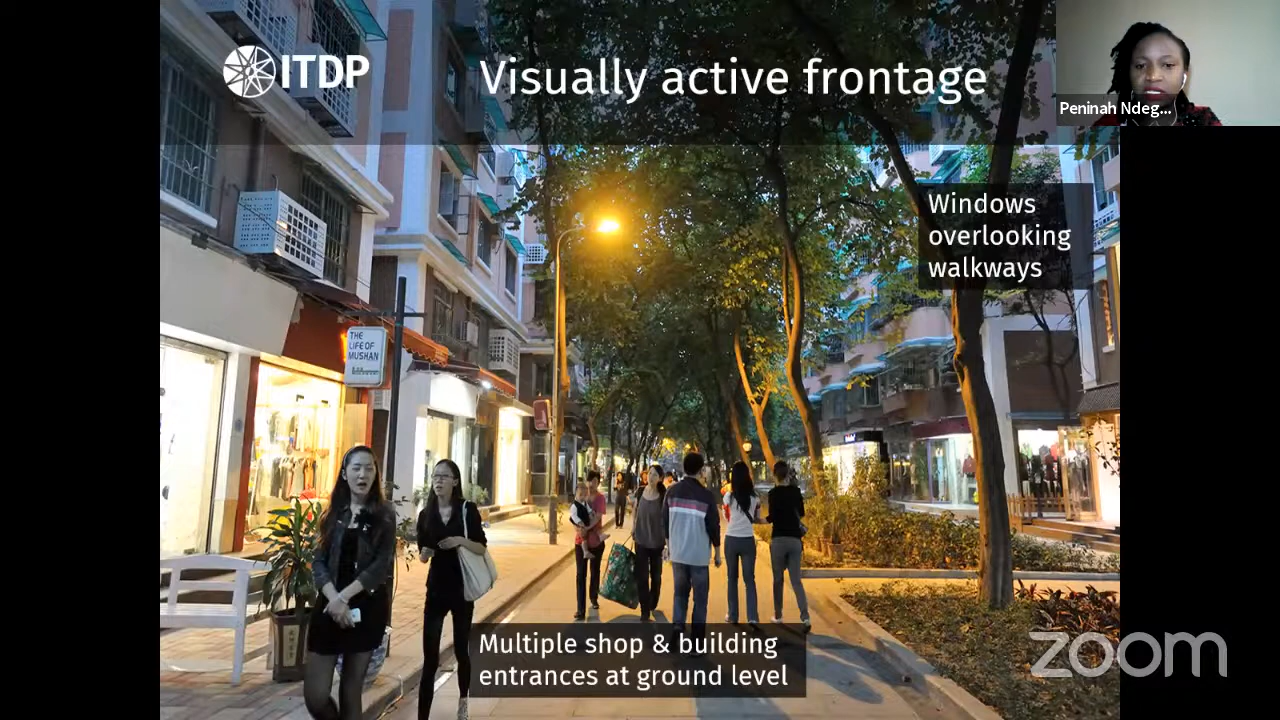 ITDP
Visually active frontage
Peninah Ndeg...
Windows
overlooking
walkways
THE
LIFE OF
MUSHAN
Multiple shop & building
entrances at ground level
zoom